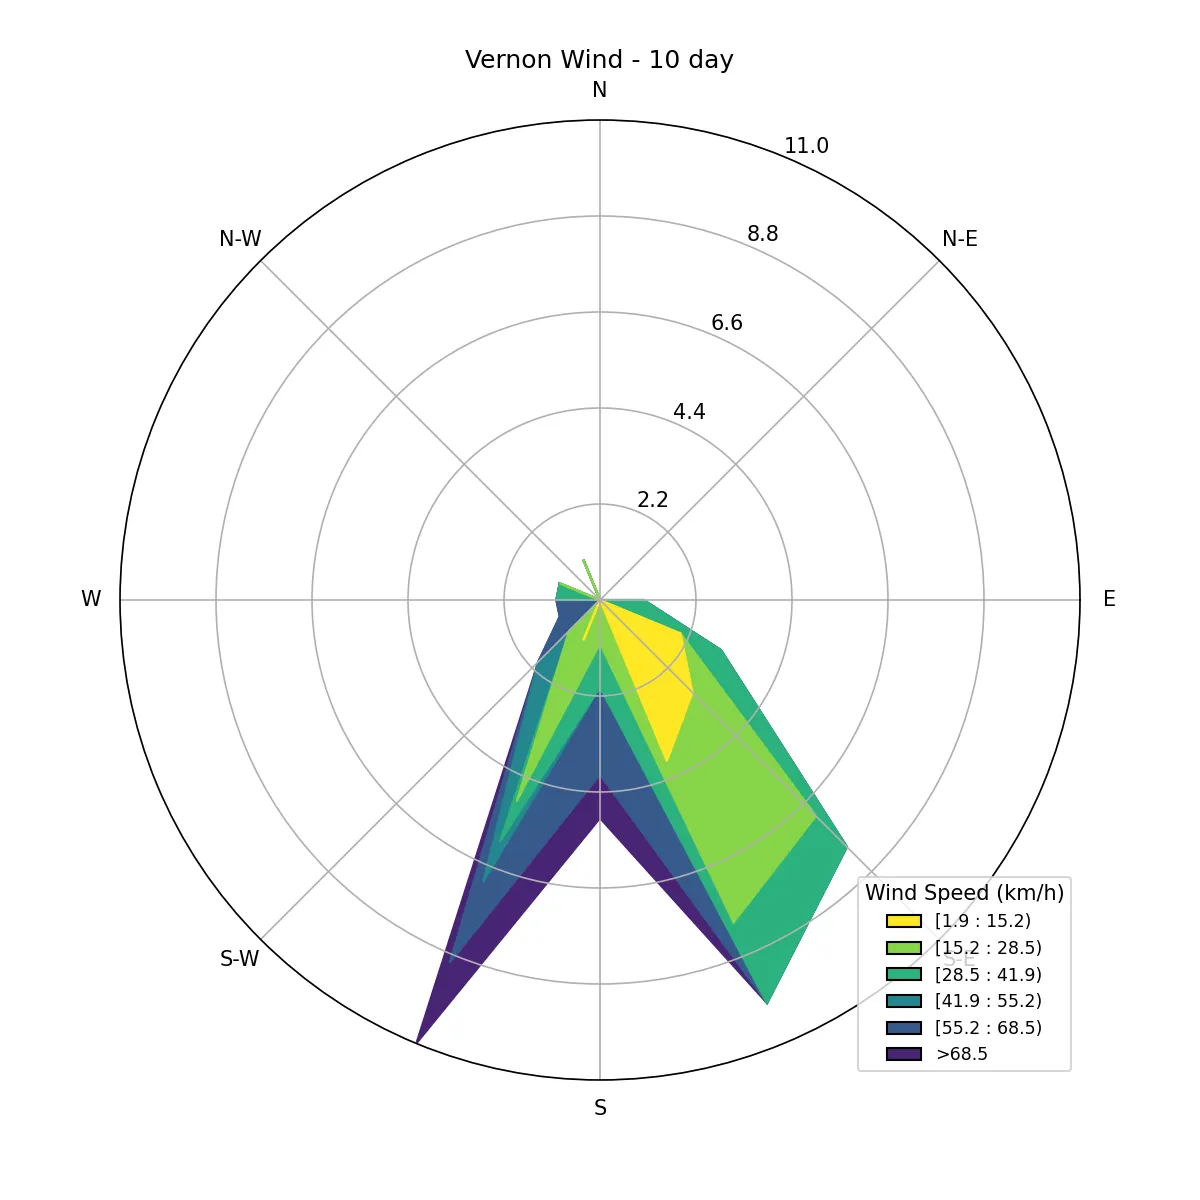 Vernon Wind - 10 day
N
11.0
N-W
8.8
N-E
6.6
4.4
2.2
W
E
Wind Speed (km/h)
[1.9 : 15.2)
[15.2 : 28.5)
S-W
S-E
[28.5 : 41.9)
[41.9 : 55.2)
[55.2 : 68.5)
>68.5
S